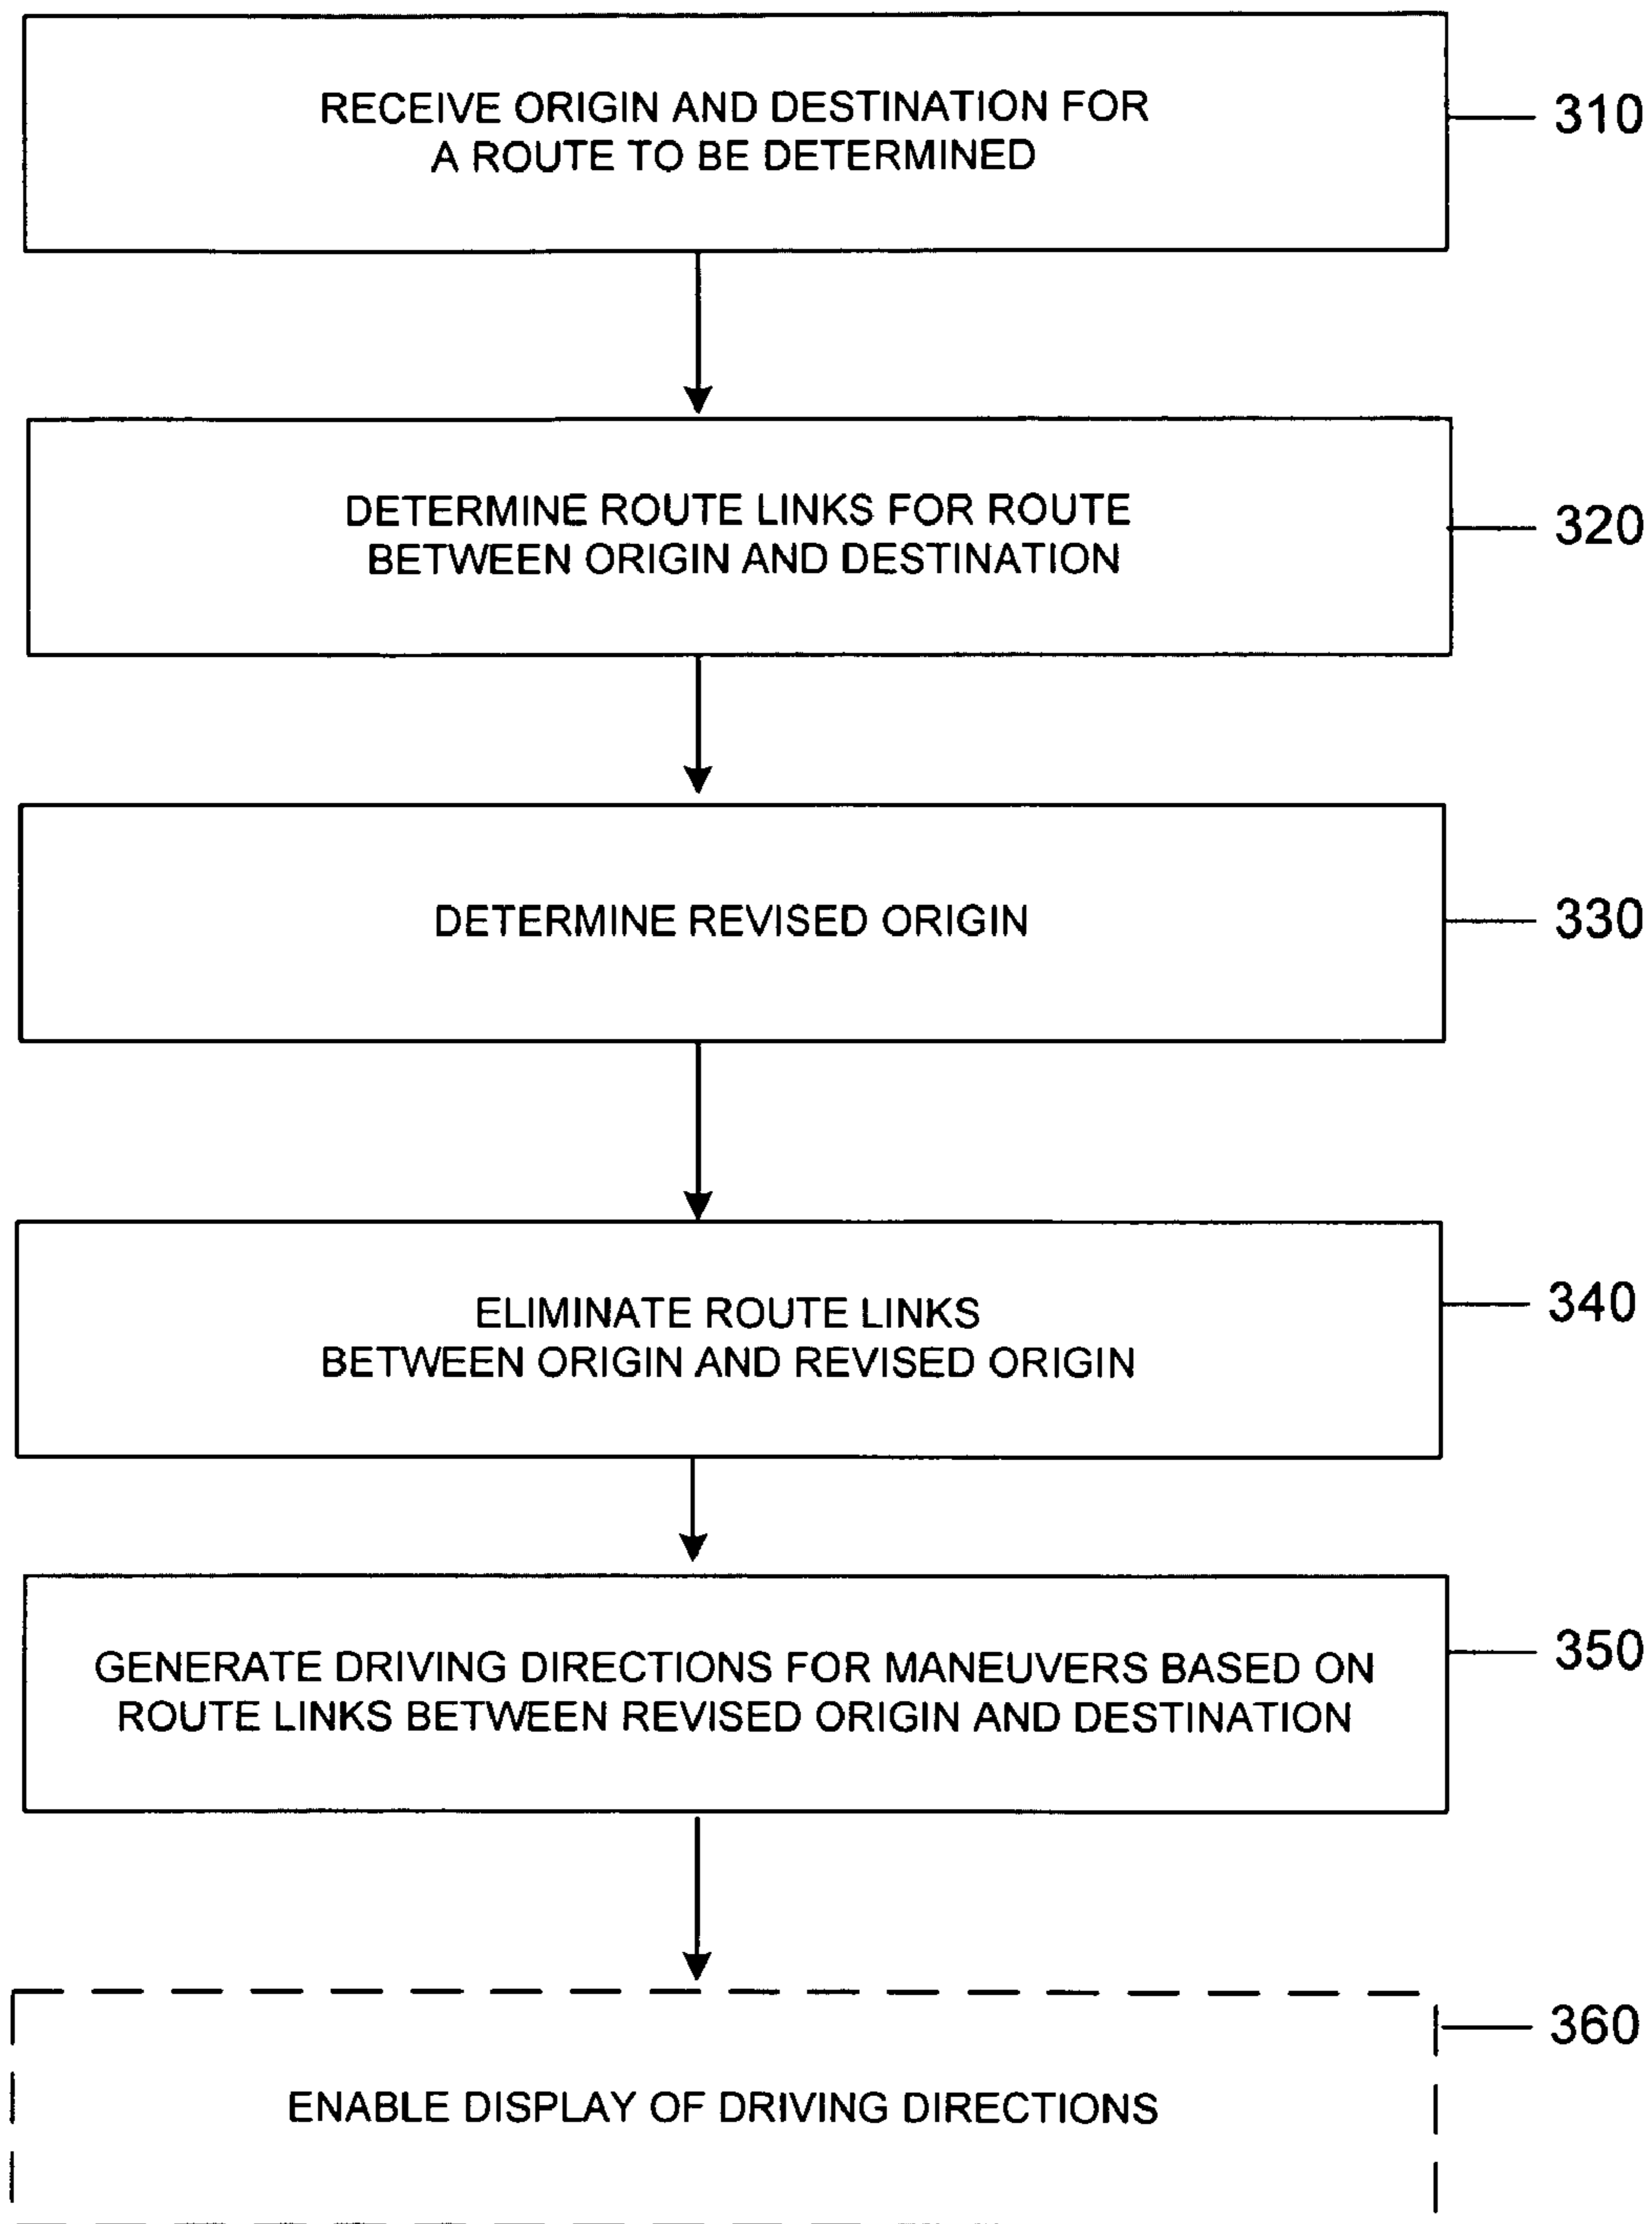 RECEIVE ORIGIN AND DESTINATION FOR
A ROUTE TO BE DETERMINED
310
DETERMINE ROUTE LINKS FOR ROUTE
BETWEEN ORIGIN AND DESTINATION
320
DETERMINE REVISED ORIGIN
330
ELIMINATE ROUTE LINKS
BETWEEN ORIGIN AND REVISED ORIGIN
340
GENERATE DRIVING DIRECTIONS FOR MANEUVERS BASED ON
ROUTE LINKS BETWEEN REVISED ORIGIN AND DESTINATION
350
ENABLE DISPLAY OF DRIVING DIRECTIONS
360